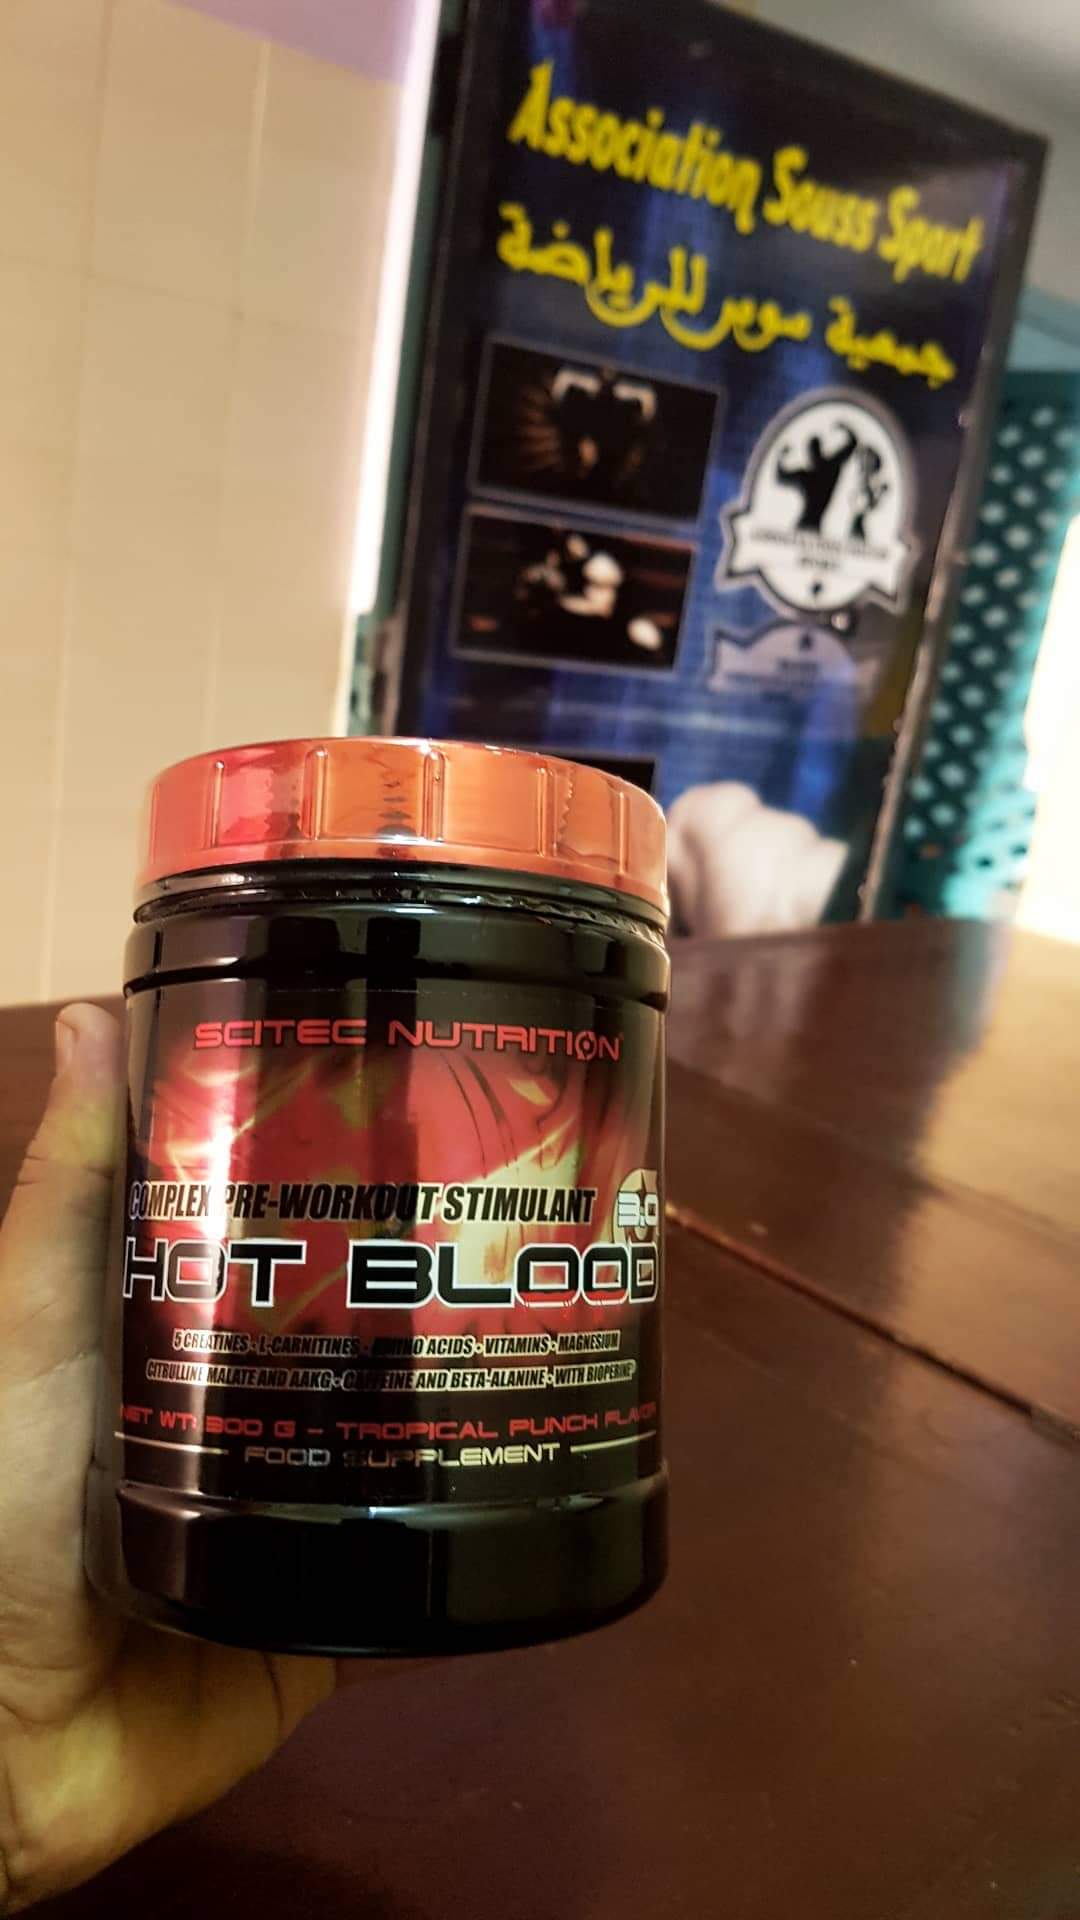 Association Souss Sport
جمعية سوس للرياضة
SCITEC NUTRITION
COMPLEX PRE-WORKOUT STIMULANT
3.0
HOT BLOOD
5 CREATINES • L-CARNITINES • AMINO ACIDS • VITAMINS • MAGNESIUM
CITRULLINE MALATE AND AAKG • CAFFEINE AND BETA-ALANINE • WITH BIOPERINE®
NET WT: 300 G - TROPICAL PUNCH FLAVOR
FOOD SUPPLEMENT